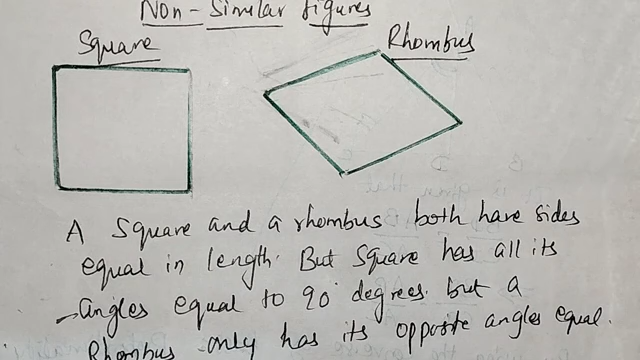 Non-Similar figures
Square
Rhombus
A Square and a rhombus both have sides
equal in length. But Square has all its
angles equal to 90° degrees. but a
Rhombus only has its opposite angles equal.